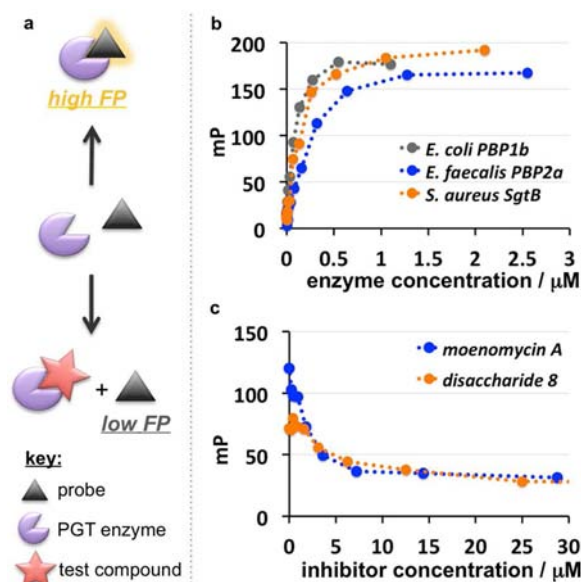 a
high FP
+
low FP
key:
probe
PGT enzyme
test compound
b
200
150
100
50
0
mP
E. coli PBP1b
E. faecalis PBP2a
S. aureus SgtB
0 0.5 1 1.5 2 2.5 3
enzyme concentration / μM
c
150
100
50
0
mP
moenomycin A
disaccharide 8
0 5 10 15 20 25 30
inhibitor concentration / μM